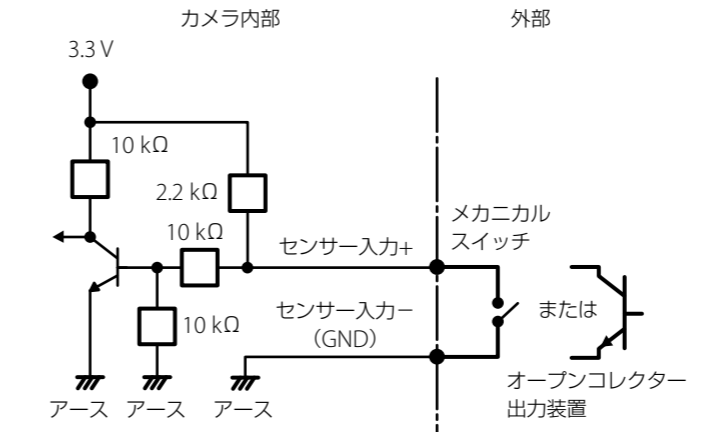 カメラ内部
外部
3.3 V
10 kΩ
2.2 kΩ
10 kΩ
センサー入力+
メカニカル
スイッチ
センサー入力−
（GND）
10 kΩ
または
アース
アース
アース
オープンコレクター
出力装置